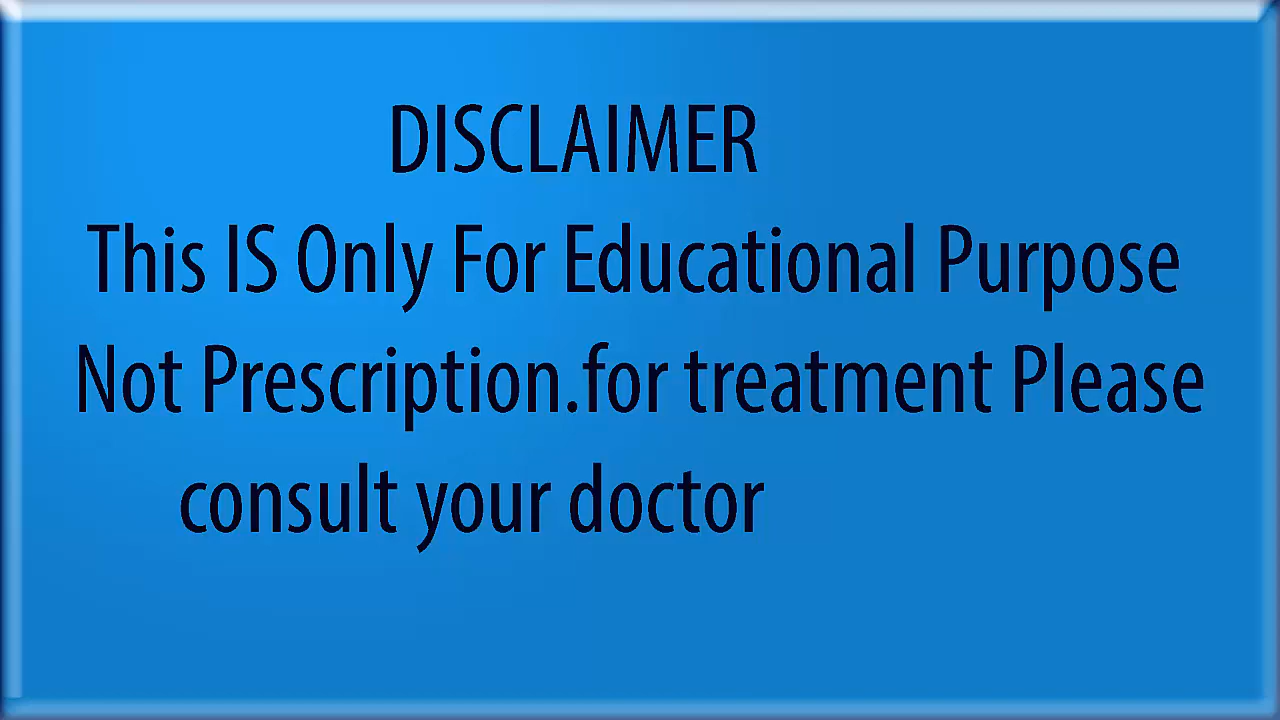 DISCLAIMER
This IS Only For Educational Purpose
Not Prescription.for treatment Please
consult your doctor